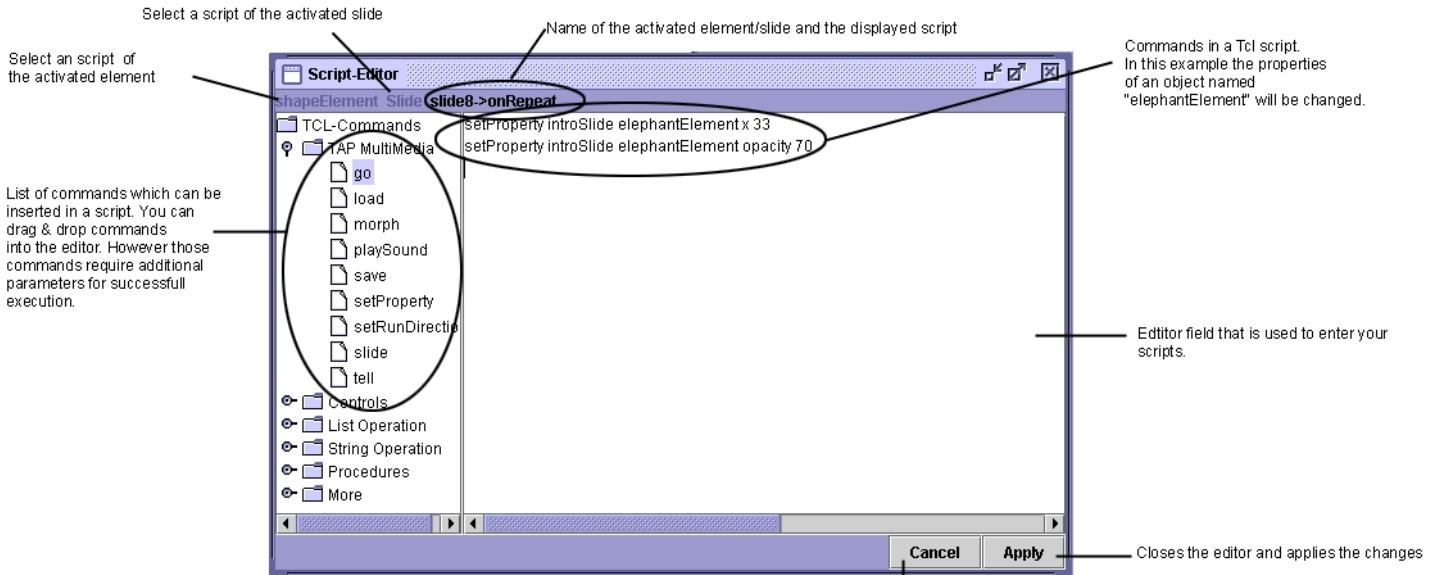 Select a script of the activated slide
Name of the activated element/slide and the displayed script
Select an script of
the activated element
Commands in a Tcl script.
In this example the properties
of an object named
"elephantElement" will be changed.
Script-Editor
shapeElement Slide slide8->onRepeat
TCL-Commands
TAP MultiMedia
go
load
morph
playSound
save
setProperty
setRunDirectio
slide
tell
Controls
List Operation
String Operation
Procedures
More
setProperty introSlide elephantElement x 33
setProperty introSlide elephantElement opacity 70
List of commands which can be
inserted in a script. You can
drag & drop commands
into the editor. However those
commands require additional
parameters for successfull
execution.
Edtitor field that is used to enter your
scripts.
Cancel
Apply
Closes the editor and applies the changes